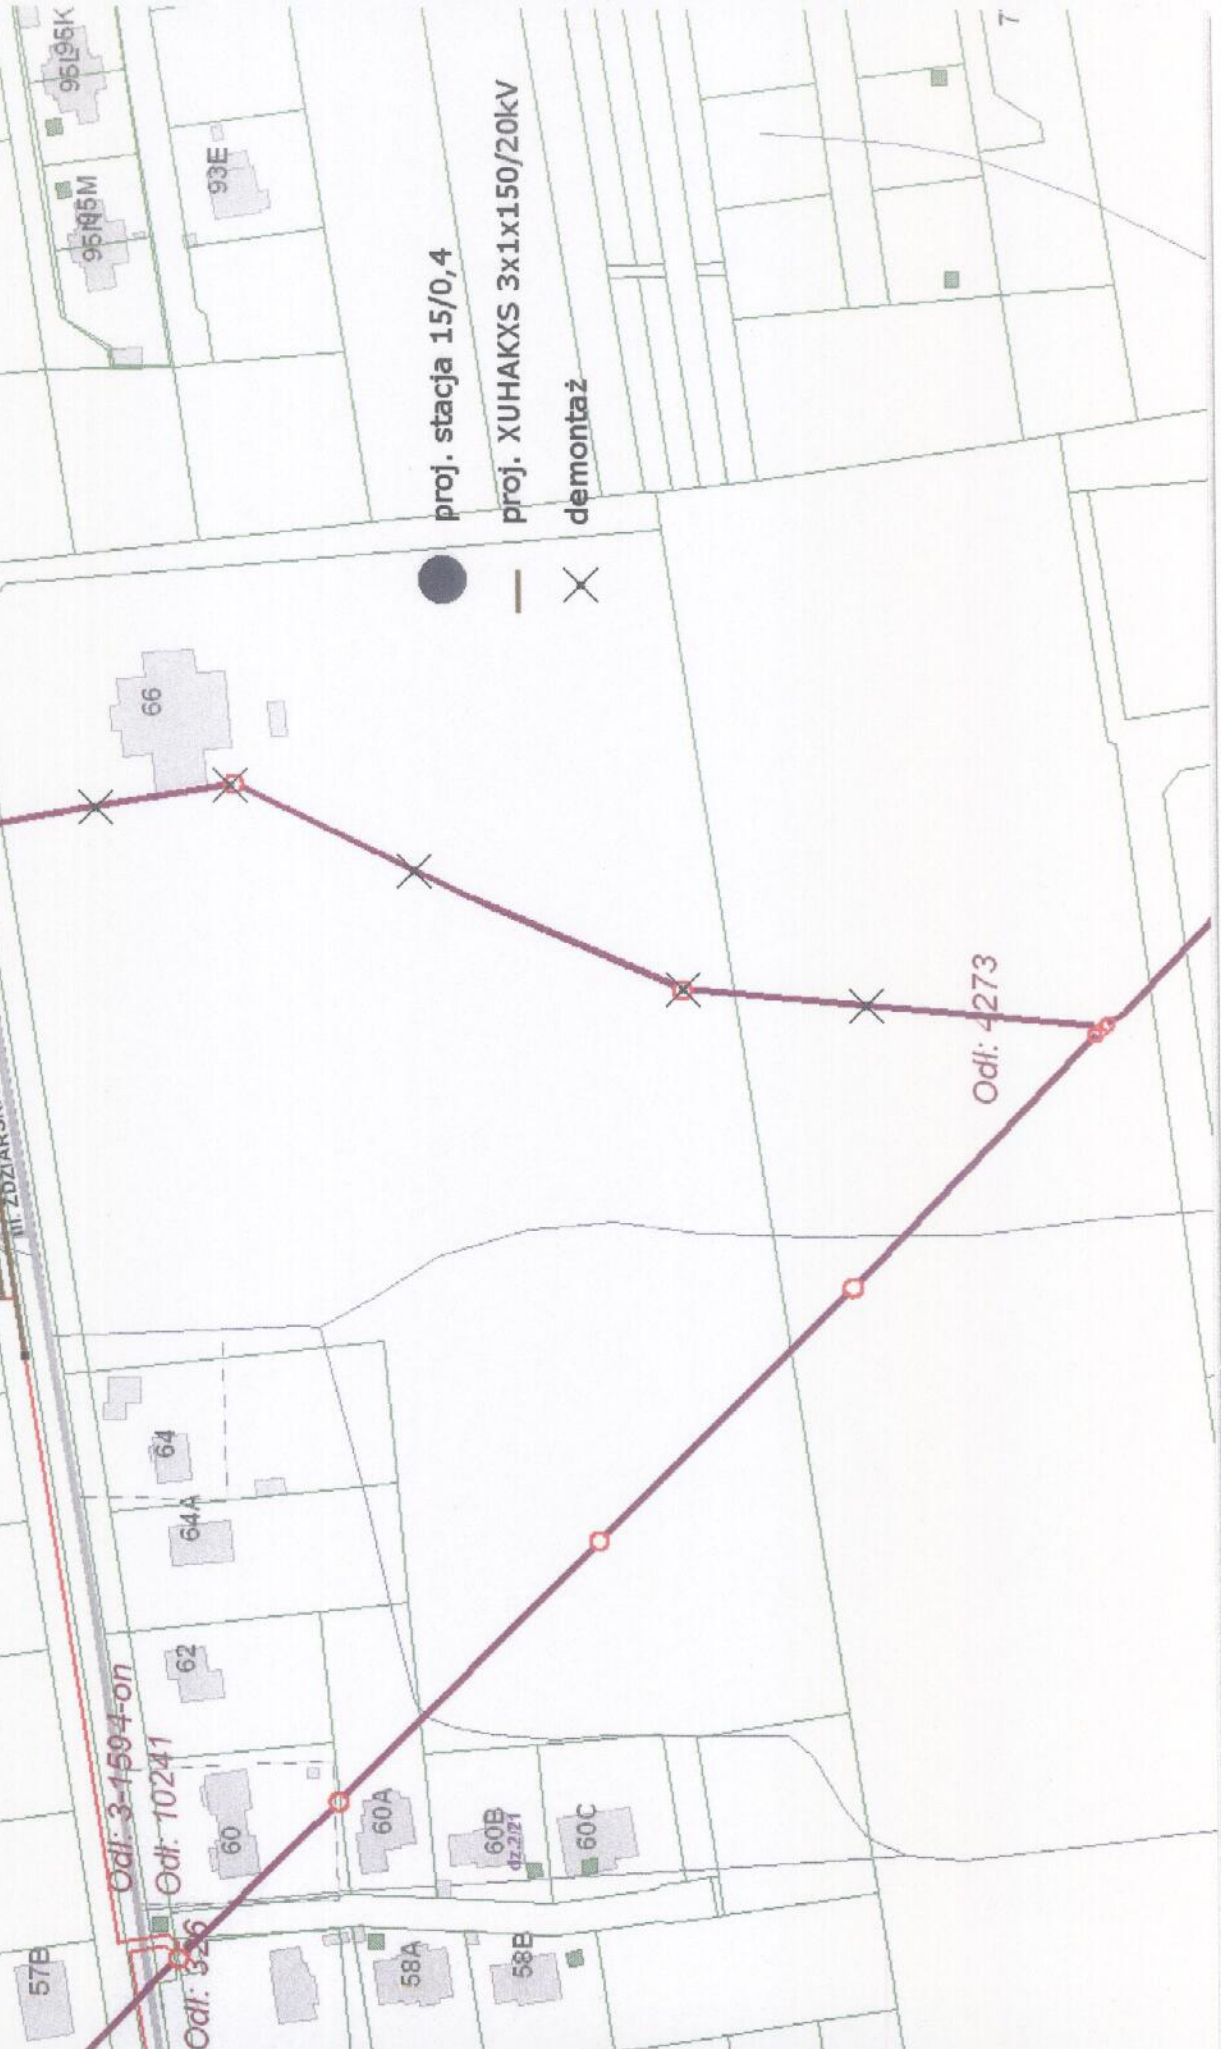 95L
95K
95M
93E
7
proj. stacja 15/0,4
proj. XUHAKXS 3x1x150/20kV
demontaż
66
Odł: 4273
64
64A
62
Odł: 3-1594-on
Odł: 10241
Odł: 326
60
60A
60B
dz.2/21
60C
57B
58A
58B